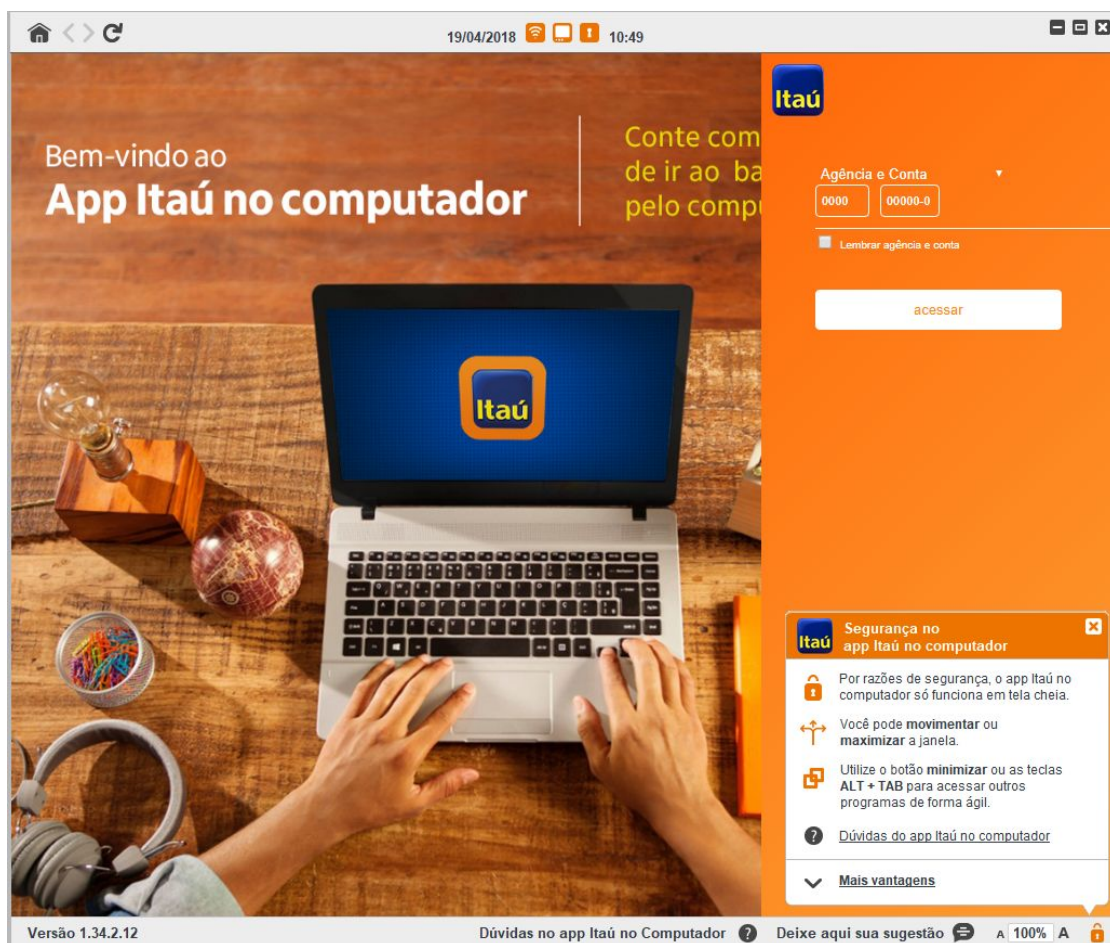 19/04/2018 10:49
Bem-vindo ao
App Itaú no computador
Conte com
de ir ao ba
pelo comp
Itaú
Itaú
Agência e Conta
0000 00000-0
Lembrar agência e conta
acessar
Itaú
Segurança no
app Itaú no computador
Por razões de segurança, o app Itaú no
computador só funciona em tela cheia.
Você pode movimentar ou
maximizar a janela.
Utilize o botão minimizar ou as teclas
ALT + TAB para acessar outros
programas de forma ágil.
Dúvidas do app Itaú no computador
Mais vantagens
Versão 1.34.2.12 Dúvidas no app Itaú no Computador ? Deixe aqui sua sugestão A 100% A